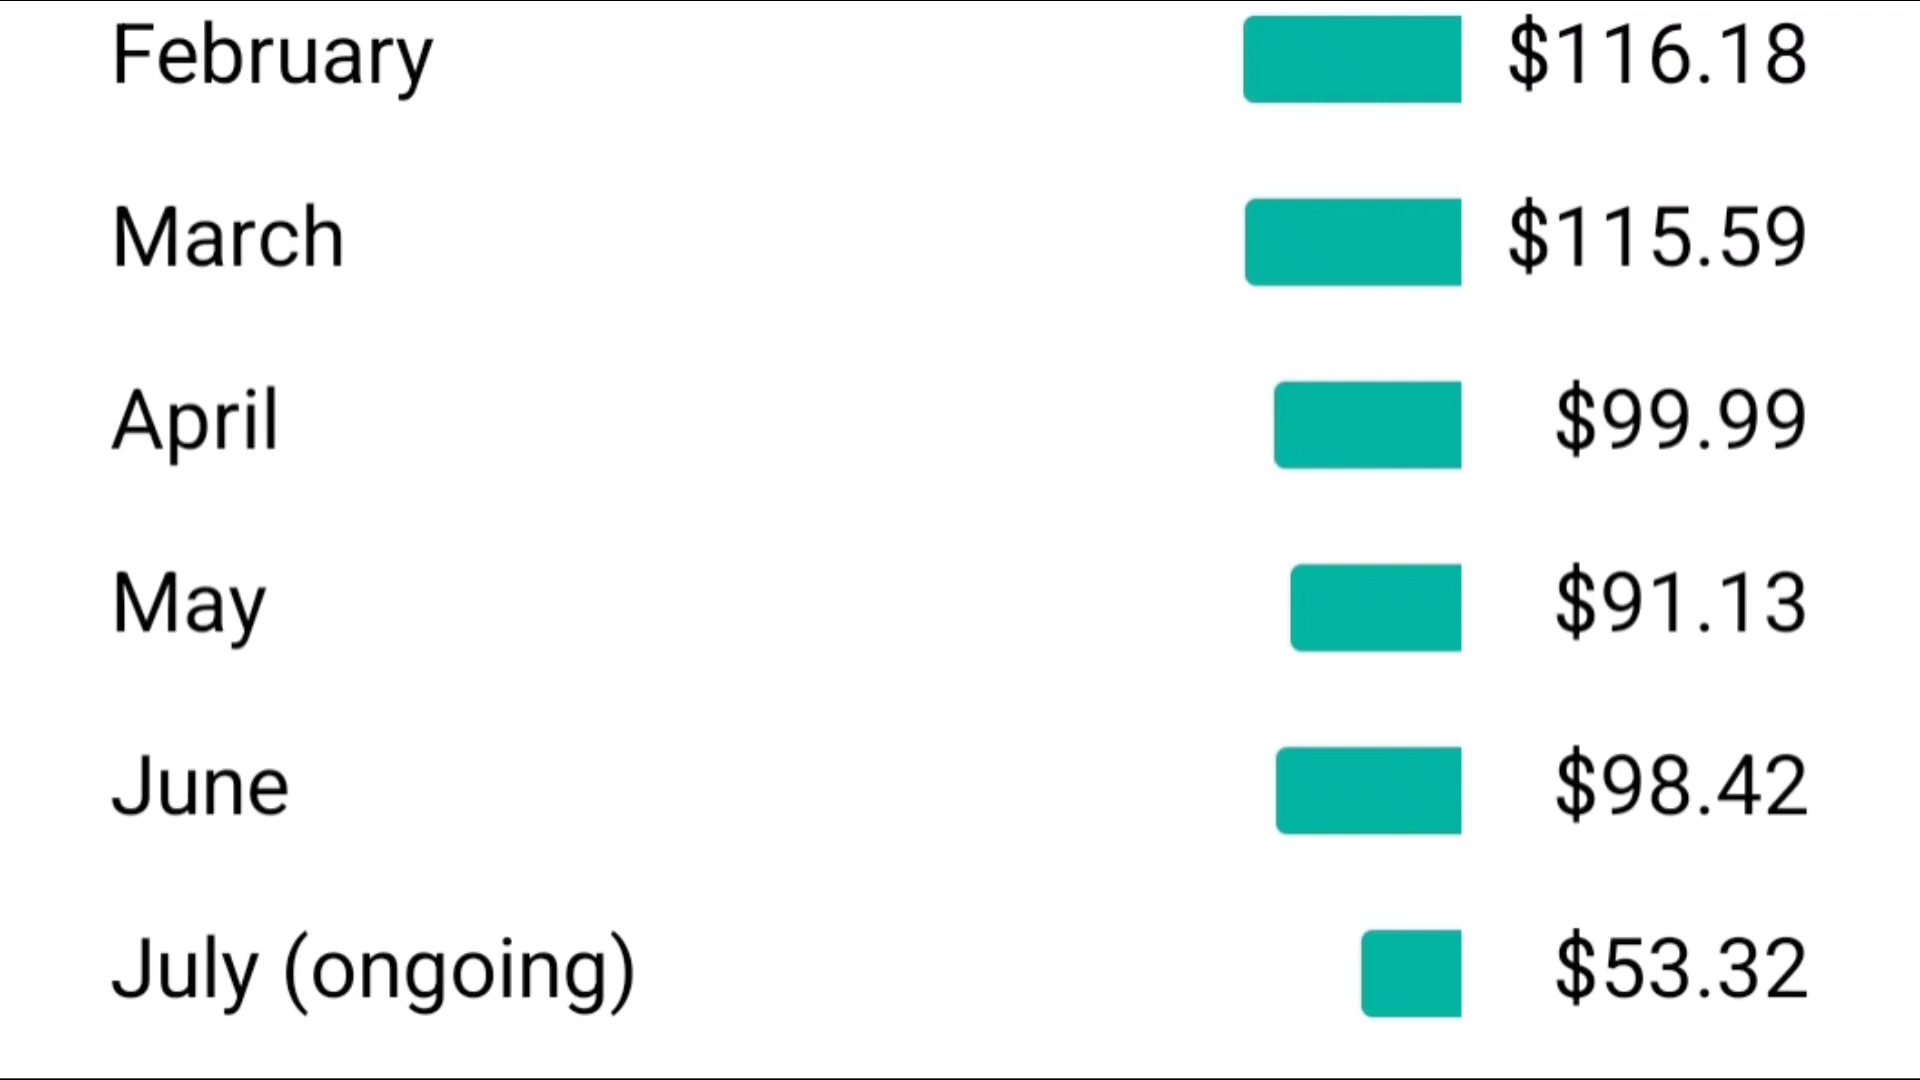 February $116.18
March $115.59
April $99.99
May $91.13
June $98.42
July (ongoing) $53.32